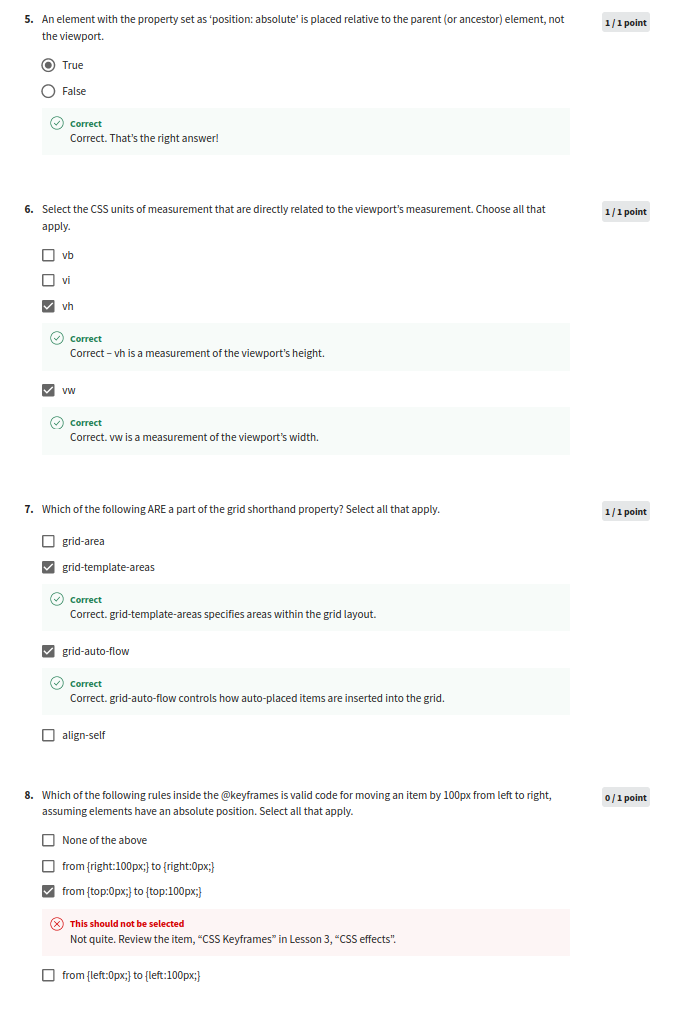 5. An element with the property set as ‘position: absolute’ is placed relative to the parent (or ancestor) element, not
the viewport.
1 / 1 point
True
False
Correct
Correct. That’s the right answer!
6. Select the CSS units of measurement that are directly related to the viewport’s measurement. Choose all that
apply.
1 / 1 point
vb
vi
vh
Correct
Correct – vh is a measurement of the viewport’s height.
vw
Correct
Correct. vw is a measurement of the viewport’s width.
7. Which of the following ARE a part of the grid shorthand property? Select all that apply.
1 / 1 point
grid-area
grid-template-areas
Correct
Correct. grid-template-areas specifies areas within the grid layout.
grid-auto-flow
Correct
Correct. grid-auto-flow controls how auto-placed items are inserted into the grid.
align-self
8. Which of the following rules inside the @keyframes is valid code for moving an item by 100px from left to right,
assuming elements have an absolute position. Select all that apply.
0 / 1 point
None of the above
from {right:100px;} to {right:0px;}
from {top:0px;} to {top:100px;}
This should not be selected
Not quite. Review the item, “CSS Keyframes” in Lesson 3, “CSS effects”.
from {left:0px;} to {left:100px;}